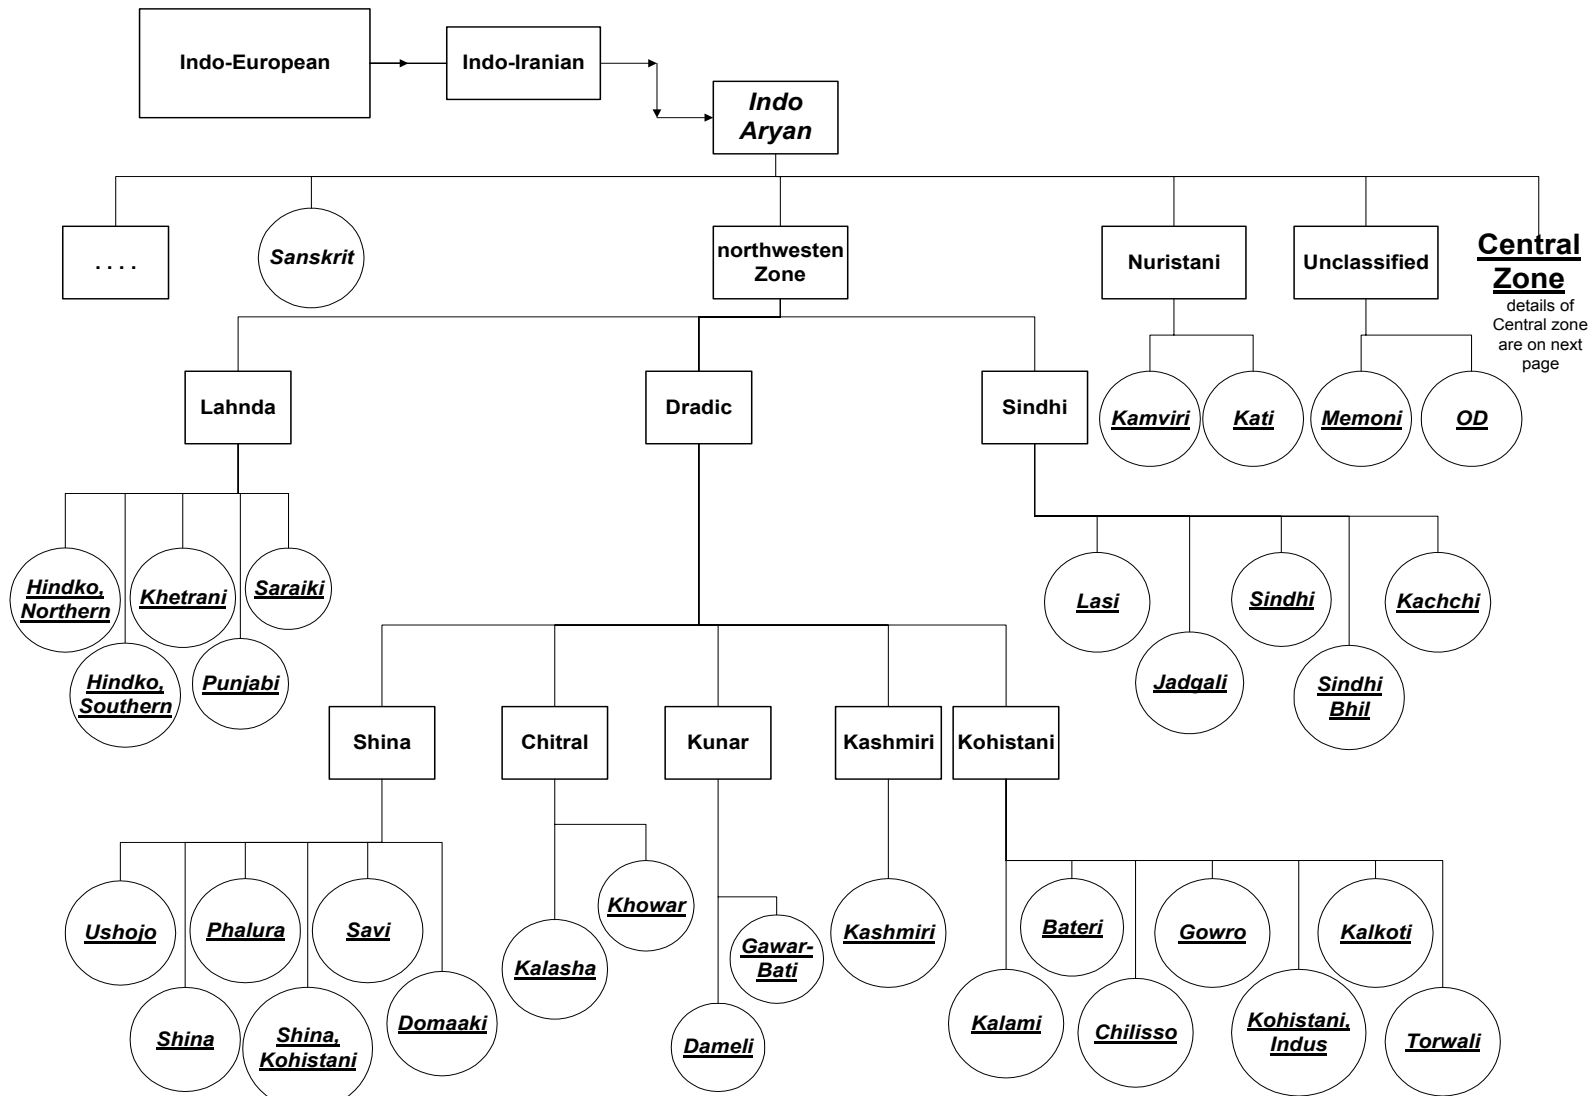 Indo-European
Indo-Iranian
Indo
Aryan
. . . .
Sanskrit
northwesten
Zone
Nuristani
Unclassified
Central
Zone
details of
Central zone
are on next
page
Lahnda
Dradic
Sindhi
Kamviri
Kati
Memoni
OD
Hindko,
Northern
Khetrani
Saraiki
Hindko,
Southern
Punjabi
Lasi
Sindhi
Kachchi
Jadgali
Sindhi
Bhil
Shina
Chitral
Kunar
Kashmiri
Kohistani
Ushojo
Phalura
Savi
Shina
Shina,
Kohistani
Domaaki
Khowar
Kalasha
Gawar-
Bati
Dameli
Kashmiri
Bateri
Gowro
Kalkoti
Kalami
Chilisso
Kohistani,
Indus
Torwali